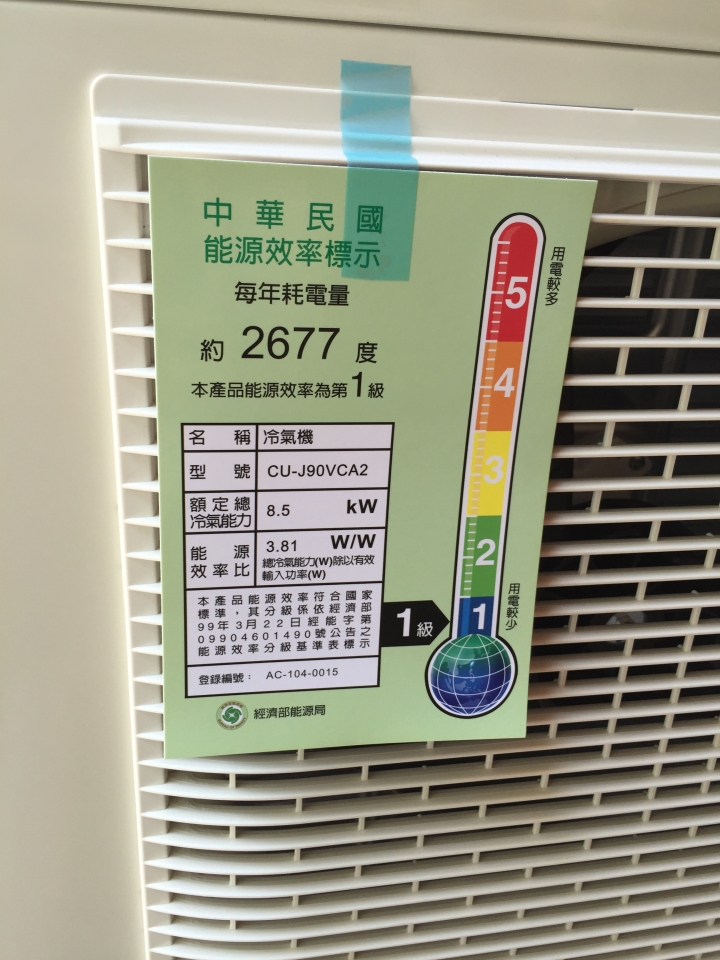 中華民國
能源效率標示
每年耗電量
約 2677 度
本產品能源效率為第1級
名稱 冷氣機
型號 CU-J90VCA2
額定總
冷氣能力 8.5 kW
能源
效率比 3.81 W/W
總冷氣能力(W)除以有效
輸入功率(W)
本產品能源效率符合國家
標準，其分級係依經濟部
99年3月22日經能字第
09904601490號公告之
能源效率分級基準表標示
登錄編號： AC-104-0015
經濟部能源局
用電較多
5
4
3
2
1
用電較少
1級